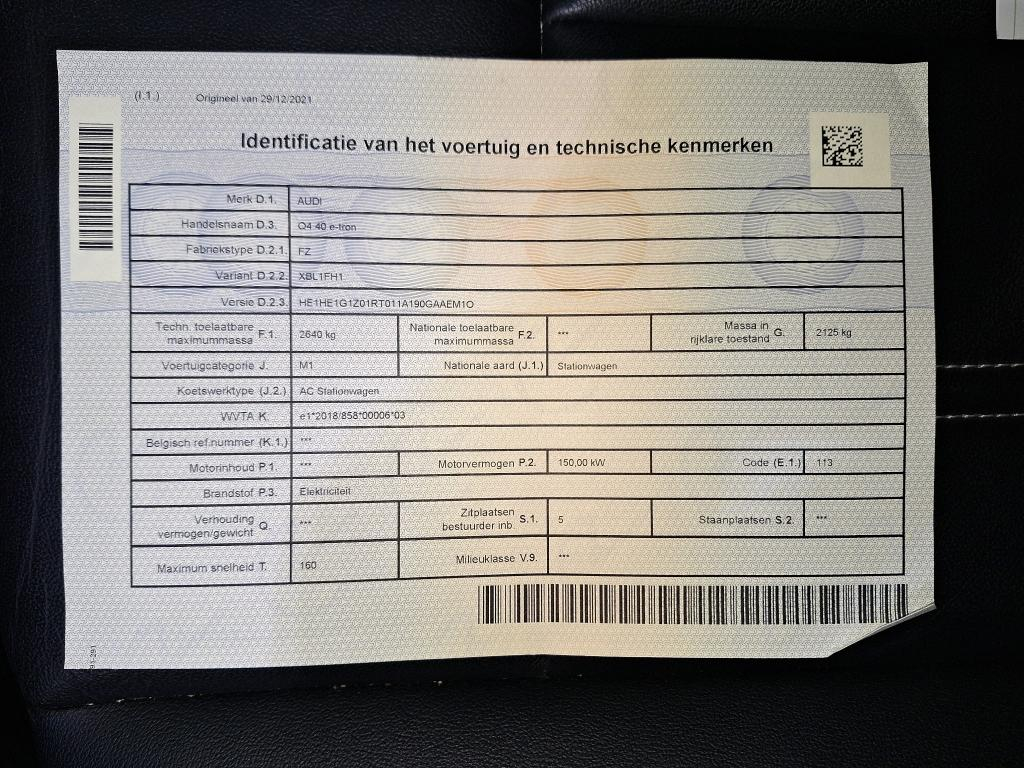 (I.1.) Origineel van 29/12/2021
Identificatie van het voertuig en technische kenmerken
Merk D.1. AUDI
Handelsnaam D.3. Q4 40 e-tron
Fabriekstype D.2.1. FZ
Variant D.2.2. XBL1FH1
Versie D.2.3. HE1HE1G1Z01RT011A190GAAEM1O
Techn. toelaatbare maximummassa F.1. 2640 kg Nationale toelaatbare maximummassa F.2. *** Massa in rijklare toestand G. 2125 kg
Voertuigcategorie J. M1 Nationale aard (J.1.) Stationwagen
Koetswerktype (J.2.) AC Stationwagen
WVTA K. e1*2018/858*00006*03
Belgisch ref.nummer (K.1.) ***
Motorinhoud P.1. *** Motorvermogen P.2. 150,00 kW Code (E.1.) 113
Brandstof P.3. Elektriciteit
Verhouding vermogen/gewicht Q. *** Zitplaatsen bestuurder inb. S.1. 5 Staanplaatsen S.2. ***
Maximum snelheid T. 160 Milieuklasse V.9. ***